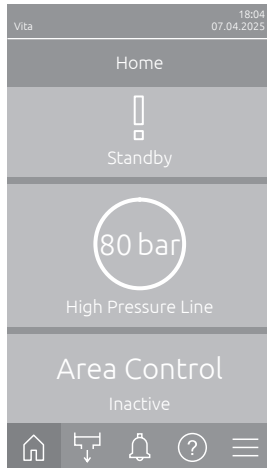 18:04
Vita 07.04.2025
Home
Standby
80 bar
High Pressure Line
Area Control
Inactive
?